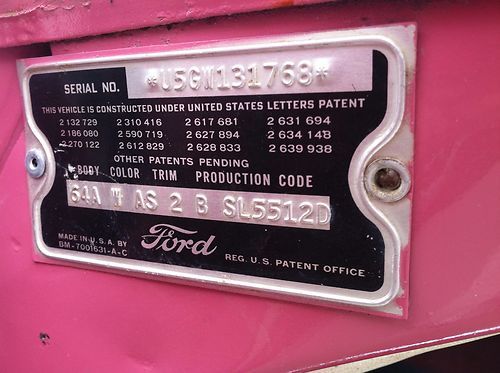 SERIAL NO. *U5GW131768*
THIS VEHICLE IS CONSTRUCTED UNDER UNITED STATES LETTERS PATENT
2 132 729 2 310 416 2 617 681 2 631 694
2 186 080 2 590 719 2 627 894 2 634 148
2 270 122 2 612 829 2 628 833 2 639 938
OTHER PATENTS PENDING
BODY COLOR TRIM PRODUCTION CODE
64A W AS 2 B SL5512D
MADE IN U.S.A. BY
BM-7001631-A-C
Ford
REG. U.S. PATENT OFFICE